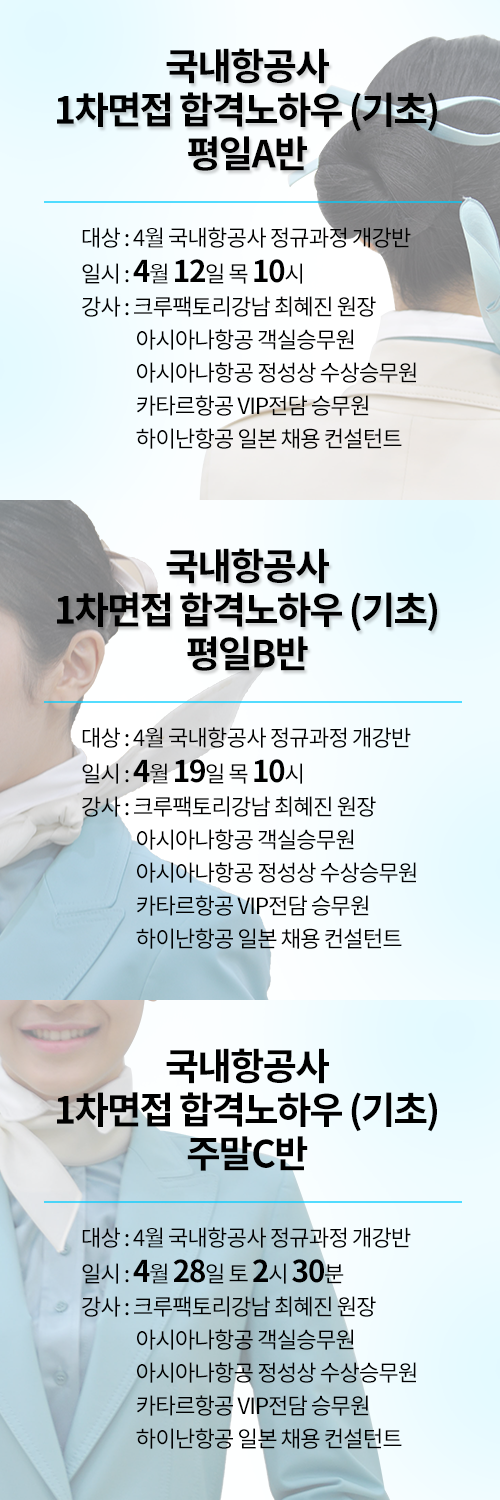 국내항공사
1차면접 합격노하우 (기초)
평일A반
대상 : 4월 국내항공사 정규과정 개강반
일시 : 4월 12일 목 10시
강사 : 크루팩토리강남 최혜진 원장
아시아나항공 객실승무원
아시아나항공 정성상 수상승무원
카타르항공 VIP전담 승무원
하이난항공 일본 채용 컨설턴트
국내항공사
1차면접 합격노하우 (기초)
평일B반
대상 : 4월 국내항공사 정규과정 개강반
일시 : 4월 19일 목 10시
강사 : 크루팩토리강남 최혜진 원장
아시아나항공 객실승무원
아시아나항공 정성상 수상승무원
카타르항공 VIP전담 승무원
하이난항공 일본 채용 컨설턴트
국내항공사
1차면접 합격노하우 (기초)
주말C반
대상 : 4월 국내항공사 정규과정 개강반
일시 : 4월 28일 토 2시 30분
강사 : 크루팩토리강남 최혜진 원장
아시아나항공 객실승무원
아시아나항공 정성상 수상승무원
카타르항공 VIP전담 승무원
하이난항공 일본 채용 컨설턴트